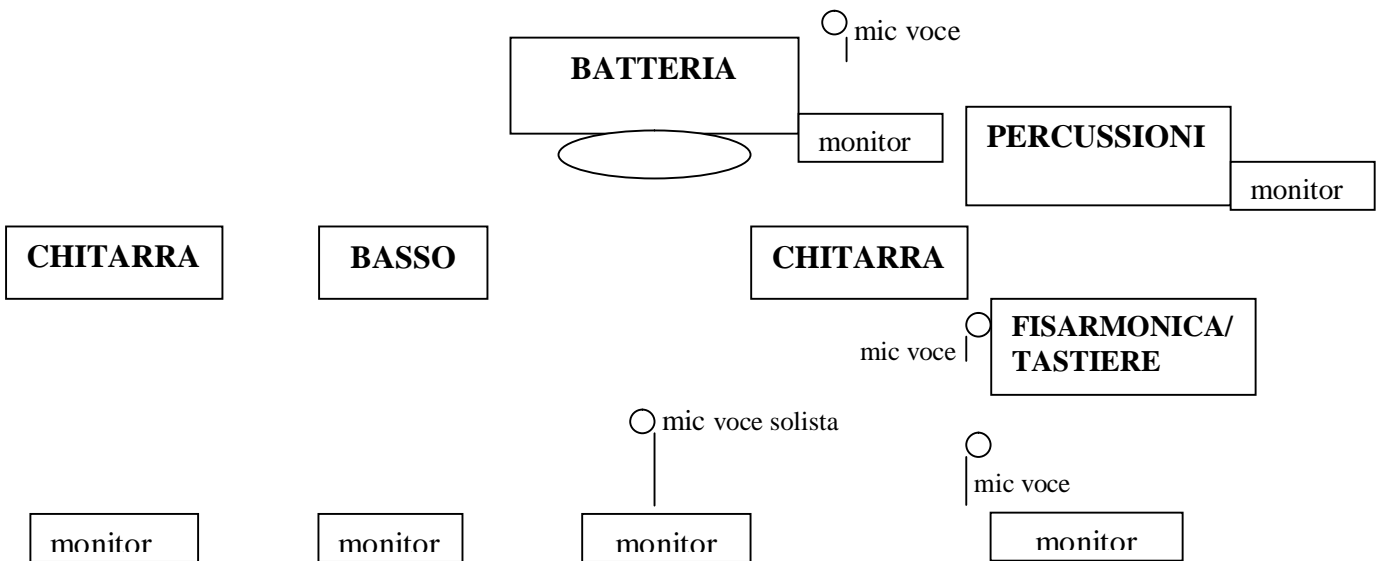 mic voce
BATTERIA
monitor
PERCUSSIONI
monitor
CHITARRA
BASSO
CHITARRA
FISARMONICA/
TASTIERE
mic voce
mic voce solista
mic voce
monitor
monitor
monitor
monitor